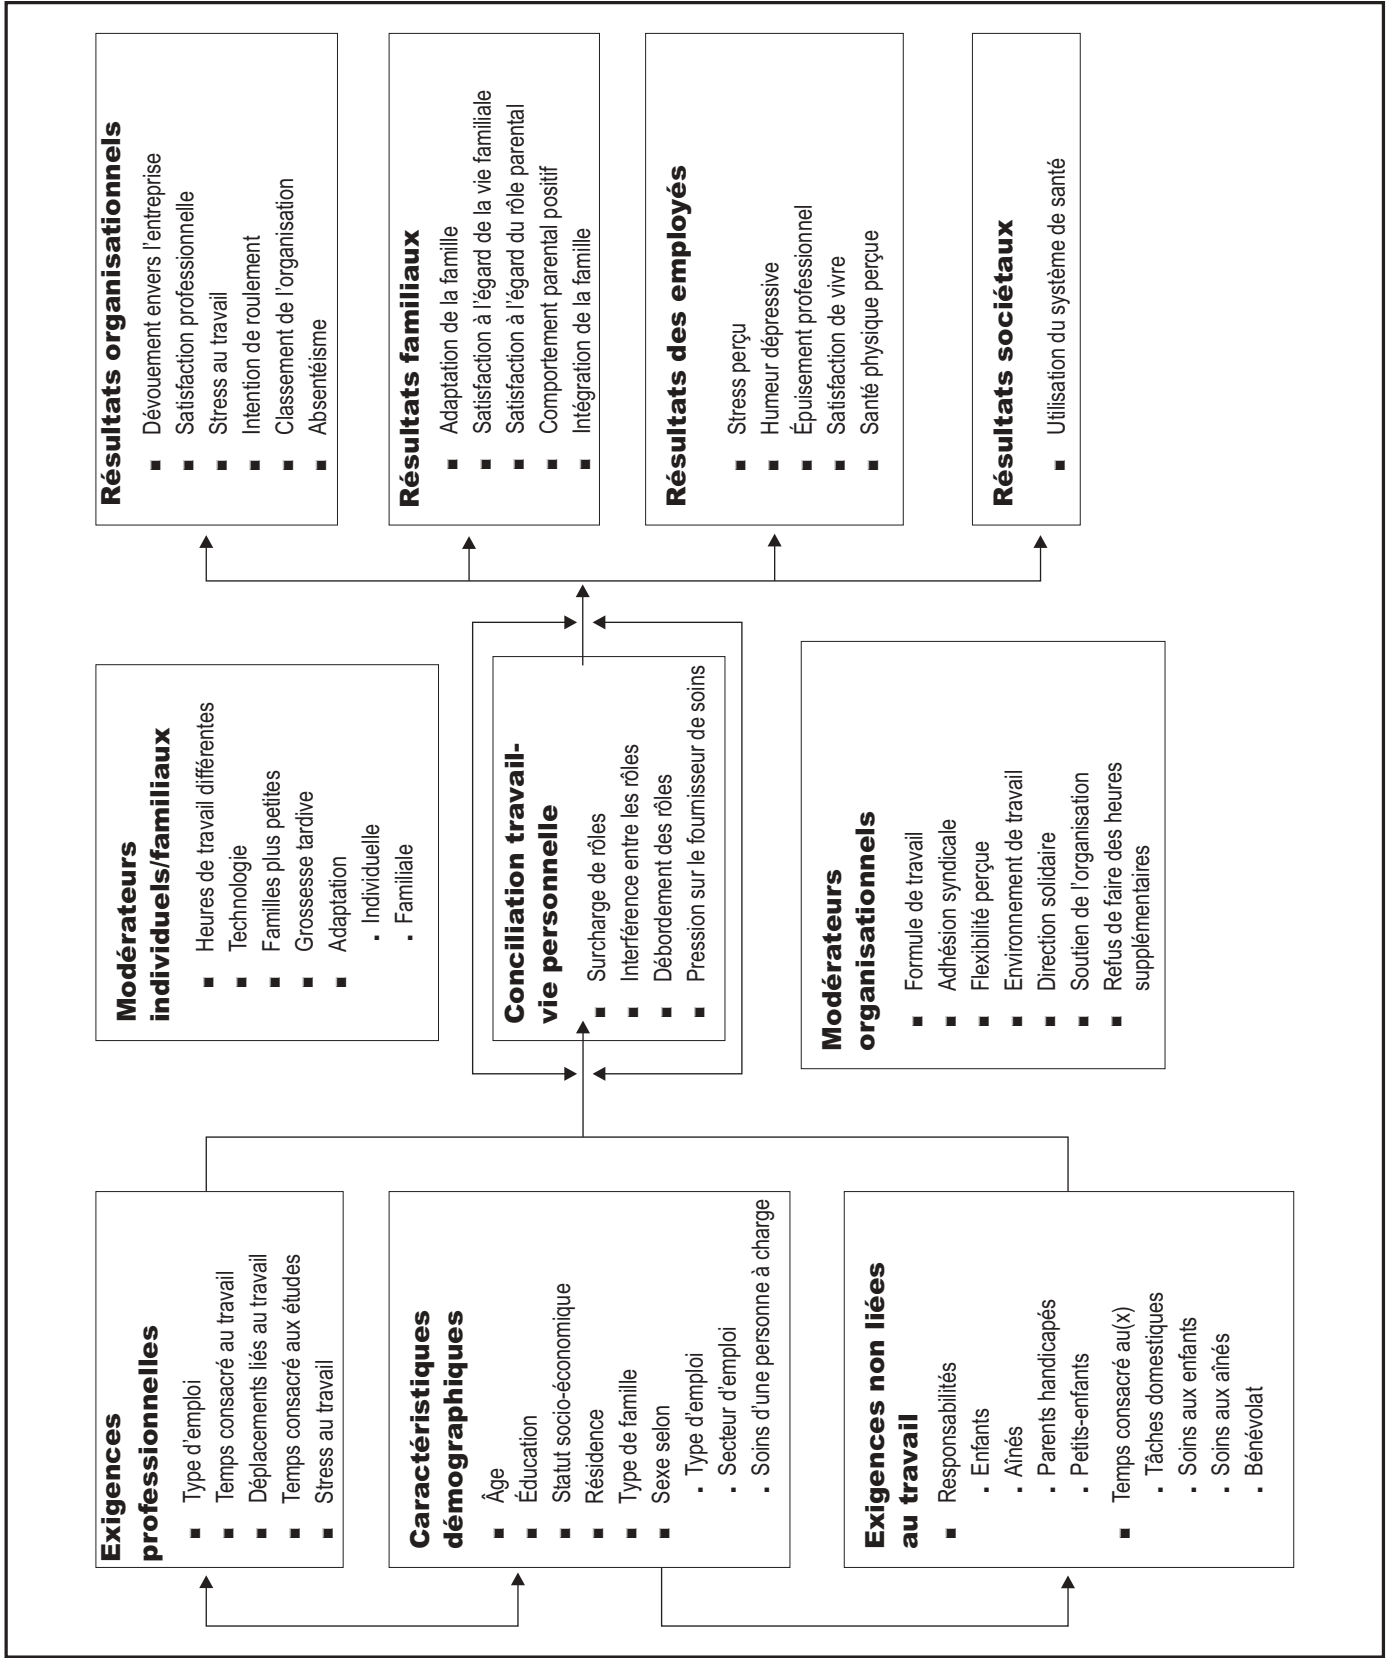 Exigences
professionnelles
■ Type d'emploi
■ Temps consacré au travail
■ Déplacements liés au travail
■ Temps consacré aux études
■ Stress au travail
Caractéristiques
démographiques
■ Âge
■ Éducation
■ Statut socio-économique
■ Résidence
■ Type de famille
■ Sexe selon
. Type d'emploi
. Secteur d'emploi
. Soins d'une personne à charge
Exigences non liées
au travail
■ Responsabilités
. Enfants
. Aînés
. Parents handicapés
. Petits-enfants
■ Temps consacré au(x)
. Tâches domestiques
. Soins aux enfants
. Soins aux aînés
. Bénévolat
Modérateurs
individuels/familiaux
■ Heures de travail différentes
■ Technologie
■ Familles plus petites
■ Grossesse tardive
■ Adaptation
. Individuelle
. Familiale
Conciliation travail-
vie personnelle
■ Surcharge de rôles
■ Interférence entre les rôles
■ Débordement des rôles
■ Pression sur le fournisseur de soins
Modérateurs
organisationnels
■ Formule de travail
■ Adhésion syndicale
■ Flexibilité perçue
■ Environnement de travail
■ Direction solidaire
■ Soutien de l'organisation
■ Refus de faire des heures
supplémentaires
Résultats organisationnels
■ Dévouement envers l'entreprise
■ Satisfaction professionnelle
■ Stress au travail
■ Intention de roulement
■ Classement de l'organisation
■ Absentéisme
Résultats familiaux
■ Adaptation de la famille
■ Satisfaction à l'égard de la vie familiale
■ Satisfaction à l'égard du rôle parental
■ Comportement parental positif
■ Intégration de la famille
Résultats des employés
■ Stress perçu
■ Humeur dépressive
■ Épuisement professionnel
■ Satisfaction de vivre
■ Santé physique perçue
Résultats sociétaux
■ Utilisation du système de santé